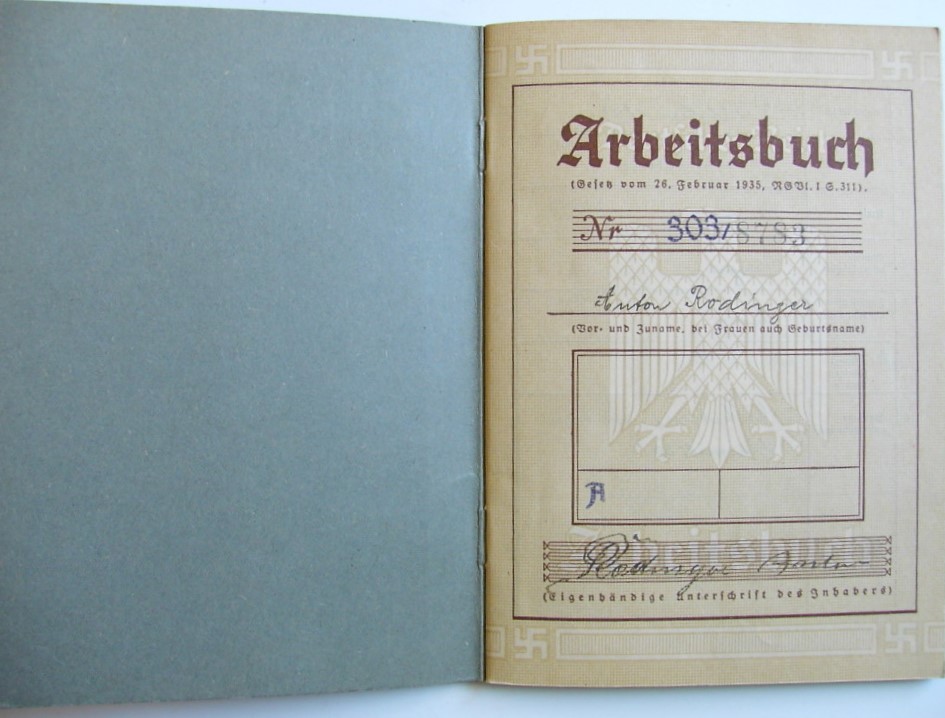 Arbeitsbuch
(Gesetz vom 26. Februar 1935, RGBl. I S.311).
Nr 303/8783
Anton Rodinger
(Vor- und Zuname, bei Frauen auch Geburtsname)
A
Rodinger Anton
(Eigenhändige Unterschrift des Inhabers)